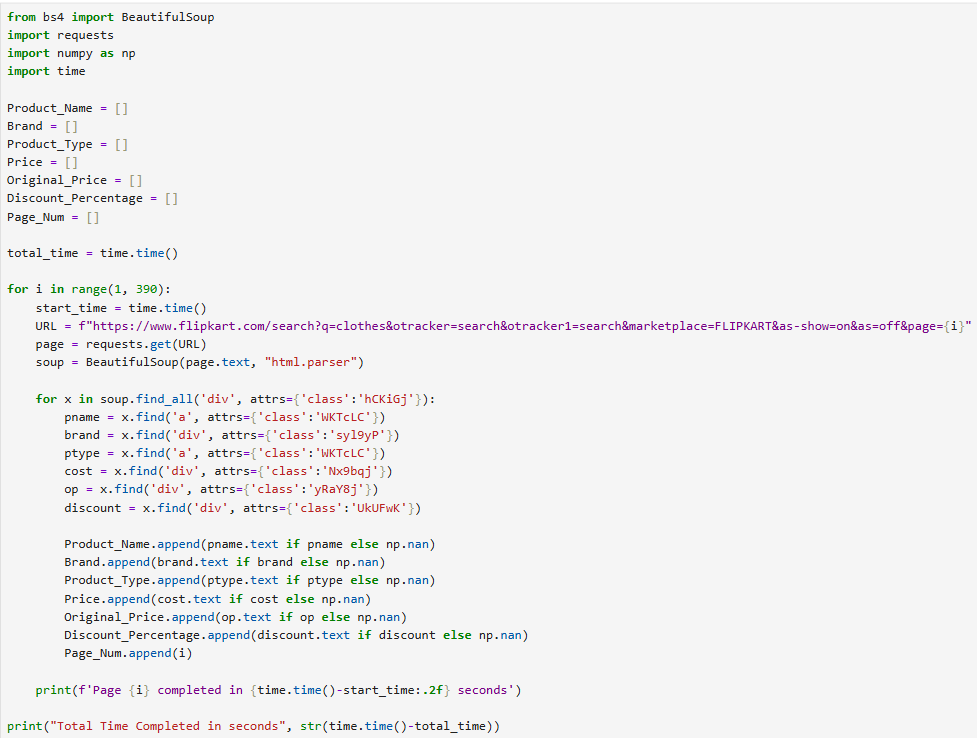 from bs4 import BeautifulSoup
import requests
import numpy as np
import time

Product_Name = []
Brand = []
Product_Type = []
Price = []
Original_Price = []
Discount_Percentage = []
Page_Num = []

total_time = time.time()

for i in range(1, 390):
    start_time = time.time()
    URL = f"https://www.flipkart.com/search?q=clothes&otracker=search&otracker1=search&marketplace=FLIPKART&as-show=on&as=off&page={i}"
    page = requests.get(URL)
    soup = BeautifulSoup(page.text, "html.parser")

    for x in soup.find_all('div', attrs={'class':'hCKiGj'}):
        pname = x.find('a', attrs={'class':'WKTcLC'})
        brand = x.find('div', attrs={'class':'syl9yP'})
        ptype = x.find('a', attrs={'class':'WKTcLC'})
        cost = x.find('div', attrs={'class':'Nx9bqj'})
        op = x.find('div', attrs={'class':'yRaY8j'})
        discount = x.find('div', attrs={'class':'UkUFwK'})

        Product_Name.append(pname.text if pname else np.nan)
        Brand.append(brand.text if brand else np.nan)
        Product_Type.append(ptype.text if ptype else np.nan)
        Price.append(cost.text if cost else np.nan)
        Original_Price.append(op.text if op else np.nan)
        Discount_Percentage.append(discount.text if discount else np.nan)
        Page_Num.append(i)

    print(f'Page {i} completed in {time.time()-start_time:.2f} seconds')

print("Total Time Completed in seconds", str(time.time()-total_time))